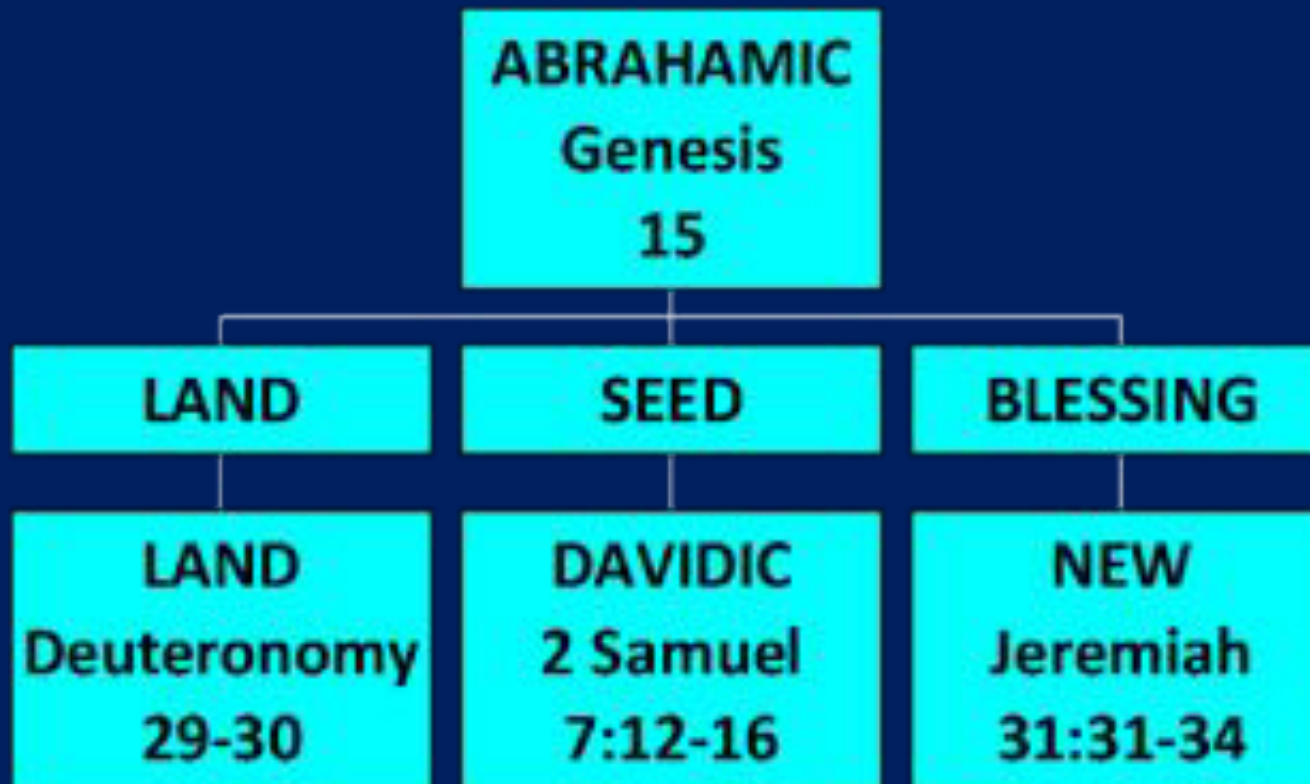 ABRAHAMIC
Genesis
15
LAND
SEED
BLESSING
LAND
Deuteronomy
29-30
DAVIDIC
2 Samuel
7:12-16
NEW
Jeremiah
31:31-34